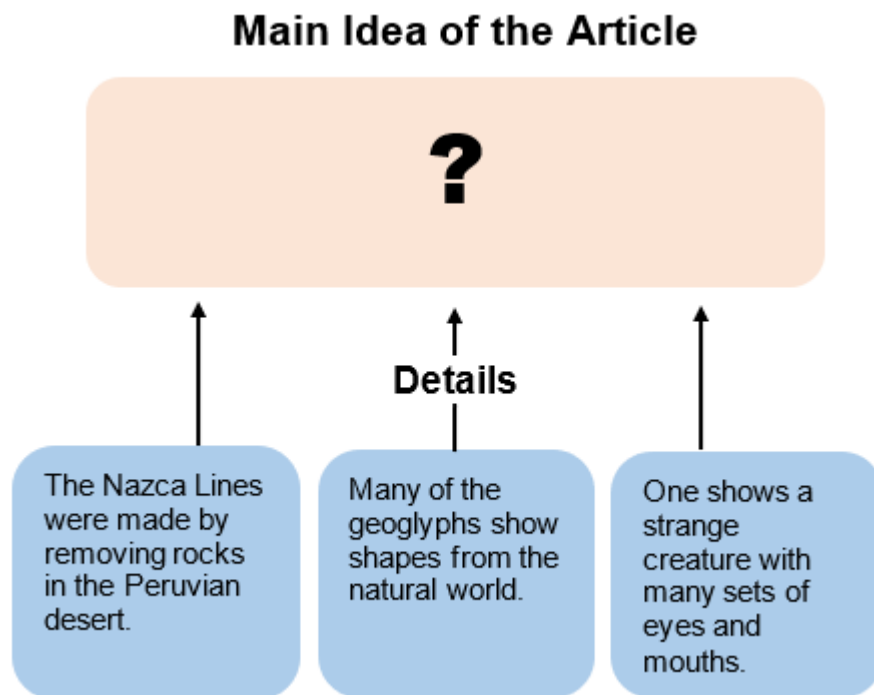 Main Idea of the Article
?
Details
The Nazca Lines
were made by
removing rocks
in the Peruvian
desert.
Many of the
geoglyphs show
shapes from the
natural world.
One shows a
strange
creature with
many sets of
eyes and
mouths.